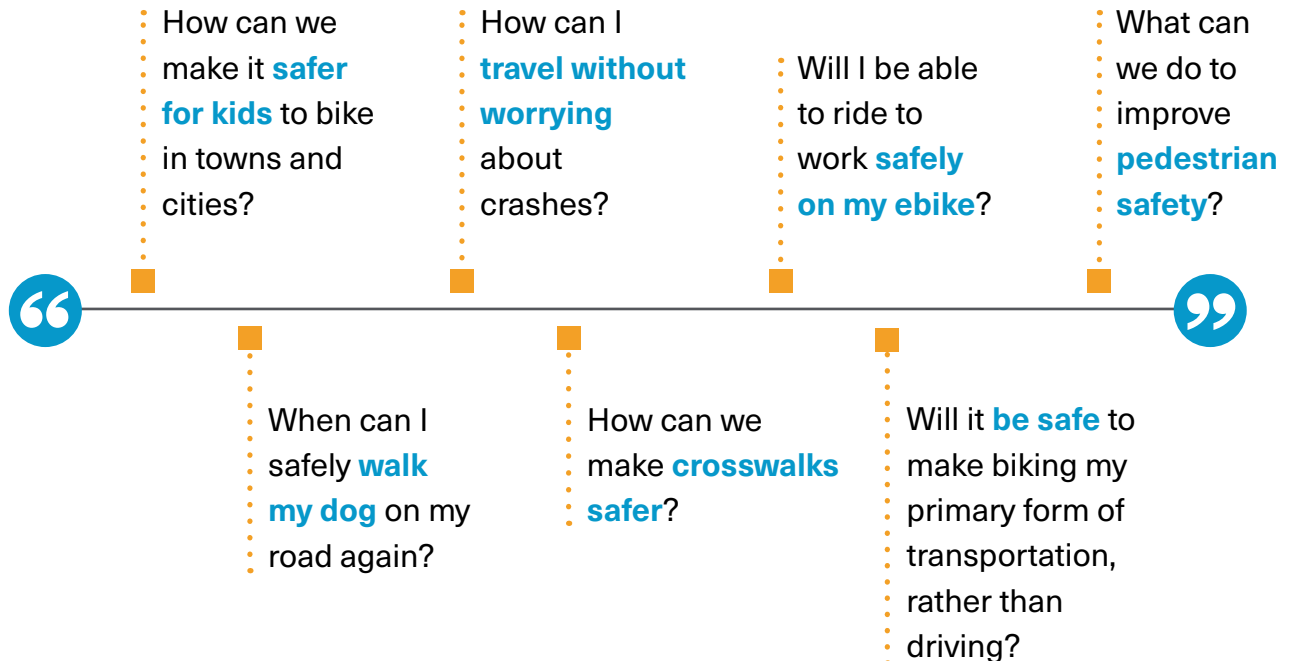 How can we
make it safer
for kids to bike
in towns and
cities?
How can I
travel without
worrying
about
crashes?
Will I be able
to ride to
work safely
on my ebike?
What can
we do to
improve
pedestrian
safety?
“
”
When can I
safely walk
my dog on my
road again?
How can we
make crosswalks
safer?
Will it be safe to
make biking my
primary form of
transportation,
rather than
driving?